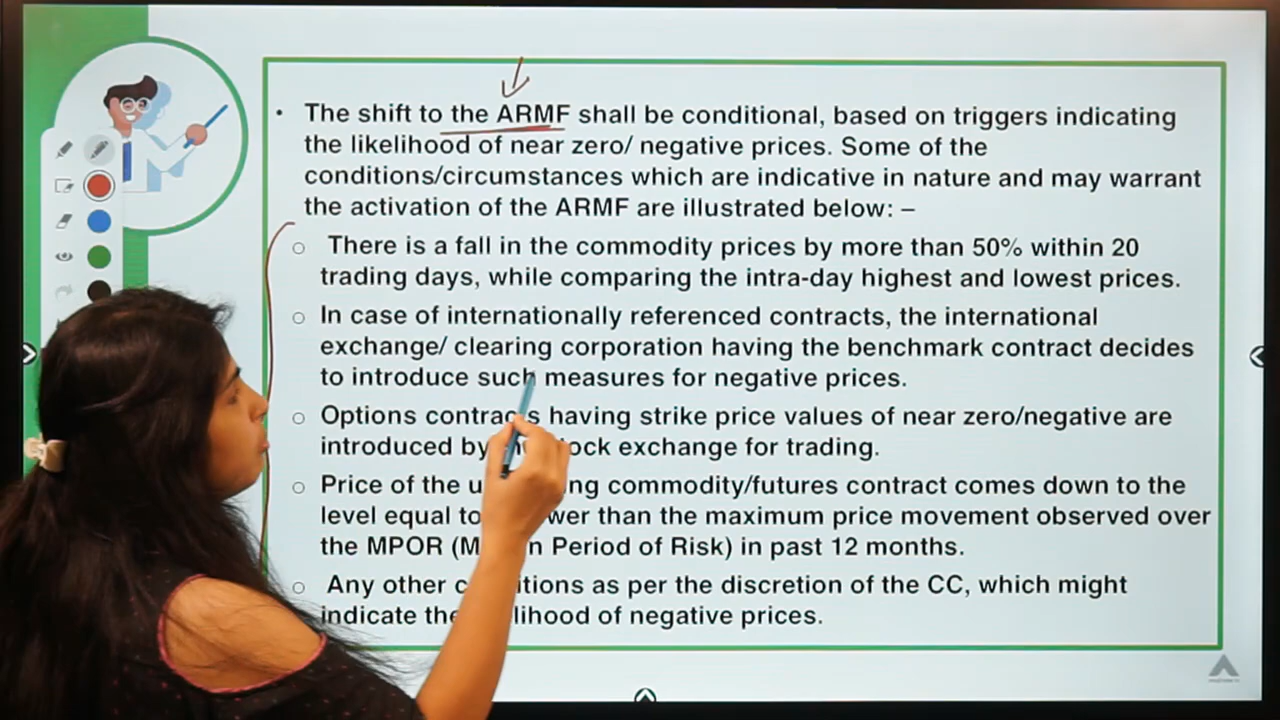 • The shift to the ARMF shall be conditional, based on triggers indicating
the likelihood of near zero/ negative prices. Some of the
conditions/circumstances which are indicative in nature and may warrant
the activation of the ARMF are illustrated below: –
○ There is a fall in the commodity prices by more than 50% within 20
trading days, while comparing the intra-day highest and lowest prices.
○ In case of internationally referenced contracts, the international
exchange/ clearing corporation having the benchmark contract decides
to introduce such measures for negative prices.
○ Options contracts having strike price values of near zero/negative are
introduced by exchange for trading.
○ Price of the commodity/futures contract comes down to the
level equal to than the maximum price movement observed over
the MPOR (M n Period of Risk) in past 12 months.
○ Any other as per the discretion of the CC, which might
indicate of negative prices.